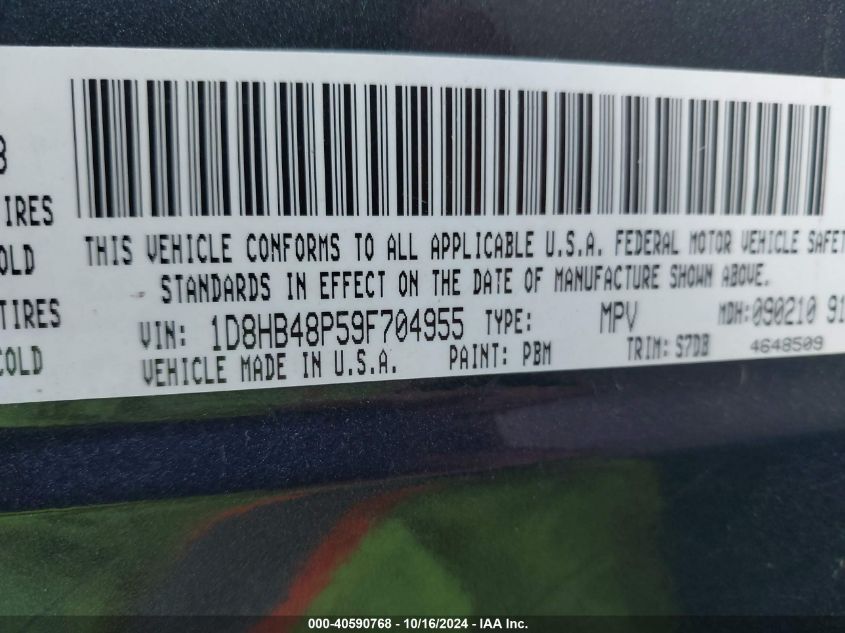 8
IRES
OLD
TIRES
COLD
THIS VEHICLE CONFORMS TO ALL APPLICABLE U.S.A. FEDERAL MOTOR VEHICLE SAFET
STANDARDS IN EFFECT ON THE DATE OF MANUFACTURE SHOWN ABOVE.
VIN: 1D8HB48P59F704955 TYPE: MPV MDH: 090210 91
VEHICLE MADE IN U.S.A. PAINT: PBM TRIM: S7DB 4648509
000-40590768 - 10/16/2024 - IAA Inc.